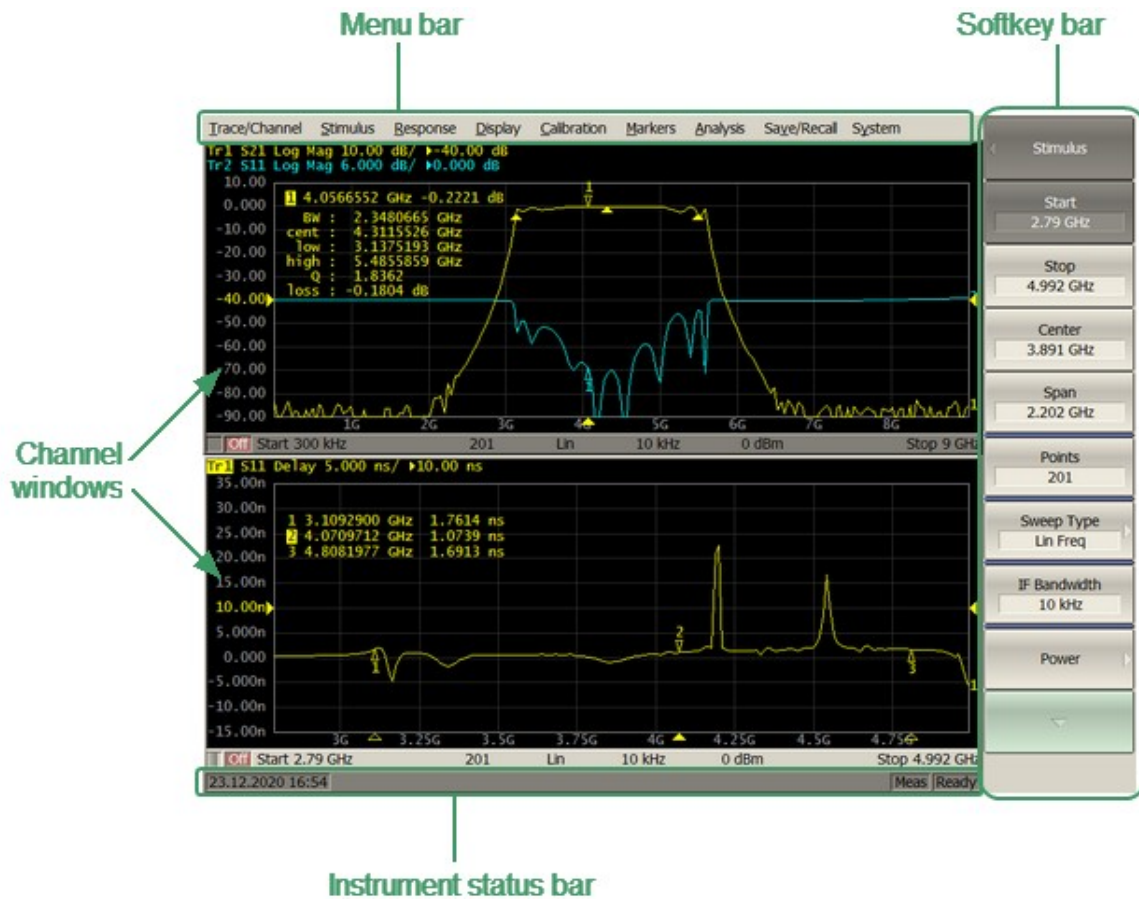 Menu bar
Softkey bar
Trace/Channel Stimulus Response Display Calibration Markers Analysis Save/Recall System
Tr1 S21 Log Mag 10.00 dB/ -40.00 dB
Tr2 S11 Log Mag 6.000 dB/ 0.000 dB
10.00
0.000
-10.00
-20.00
-30.00
-40.00
-50.00
-60.00
-70.00
-80.00
-90.00
1 4.0566552 GHz -0.2221 dB
BW : 2.3480665 GHz
cent : 4.3115526 GHz
low : 3.1375193 GHz
high : 5.4855859 GHz
Q : 1.8362
loss : -0.1804 dB
1
1
1G 2G 3G 4G 5G 6G 7G 8G
Off Start 300 kHz 201 Lin 10 kHz 0 dBm Stop 9 GHz
Channel
windows
Tr1 S11 Delay 5.000 ns/ 10.00 ns
35.00n
30.00n
25.00n
20.00n
15.00n
10.00n
5.000n
0.000
-5.000n
-10.00n
-15.00n
1 3.1092900 GHz 1.7614 ns
2 4.0709712 GHz 1.0739 ns
3 4.8081977 GHz 1.6913 ns
1
2
3
1
3G 3.25G 3.5G 3.75G 4G 4.25G 4.5G 4.75G
Off Start 2.79 GHz 201 Lin 10 kHz 0 dBm Stop 4.992 GHz
23.12.2020 16:54 Meas Ready
Stimulus
Start
2.79 GHz
Stop
4.992 GHz
Center
3.891 GHz
Span
2.202 GHz
Points
201
Sweep Type
Lin Freq
IF Bandwidth
10 kHz
Power
Instrument status bar